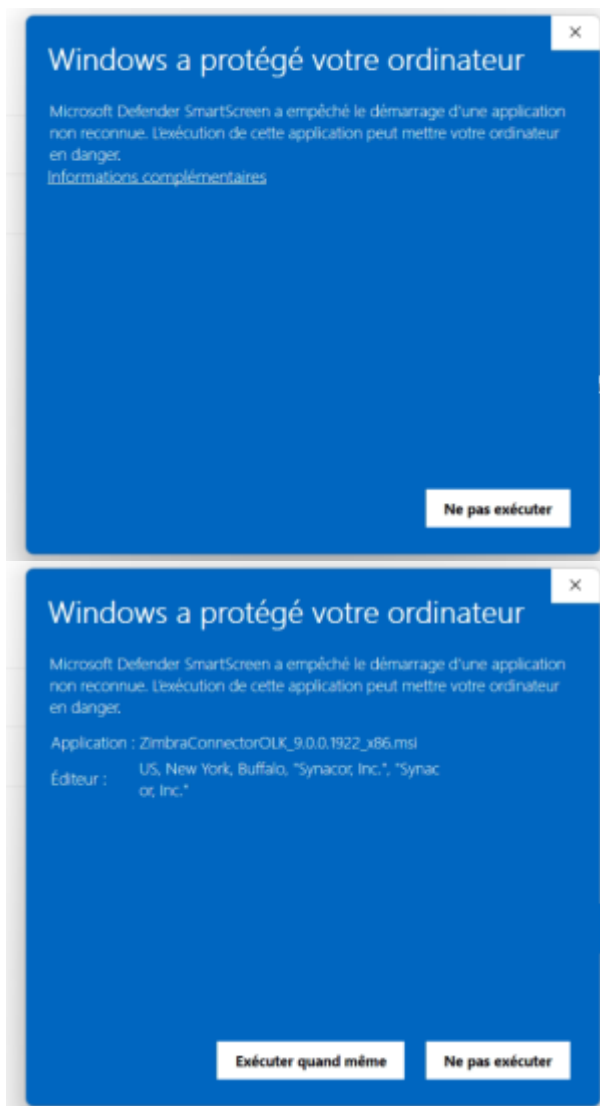 Windows a protégé votre ordinateur
Microsoft Defender SmartScreen a empêché le démarrage d'une application
non reconnue. L'exécution de cette application peut mettre votre ordinateur
en danger.
Informations complémentaires
Ne pas exécuter
Windows a protégé votre ordinateur
Microsoft Defender SmartScreen a empêché le démarrage d'une application
non reconnue. L'exécution de cette application peut mettre votre ordinateur
en danger.
Application : ZimbraConnectorOLK_9.0.0.1922_x86.msi
Éditeur : US, New York, Buffalo, "Synacor, Inc.", "Synac
or, Inc."
Exécuter quand même Ne pas exécuter